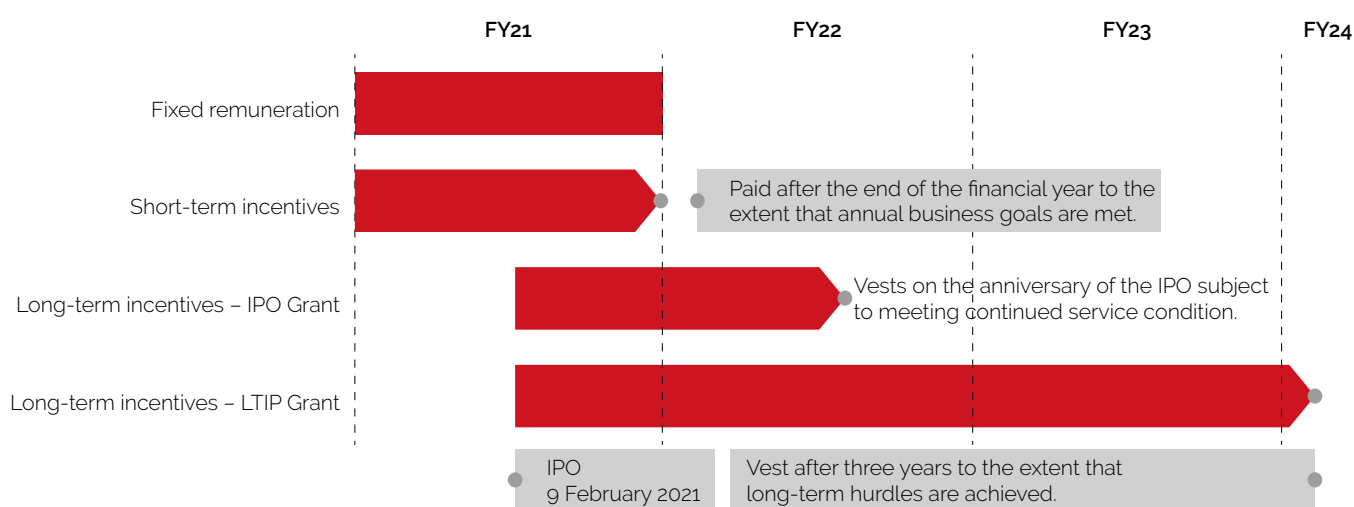 FY21
FY22
FY23
FY24
Fixed remuneration
Short-term incentives
Paid after the end of the financial year to the
extent that annual business goals are met.
Long-term incentives – IPO Grant
Vests on the anniversary of the IPO subject
to meeting continued service condition.
Long-term incentives – LTIP Grant
IPO
9 February 2021
Vest after three years to the extent that
long-term hurdles are achieved.